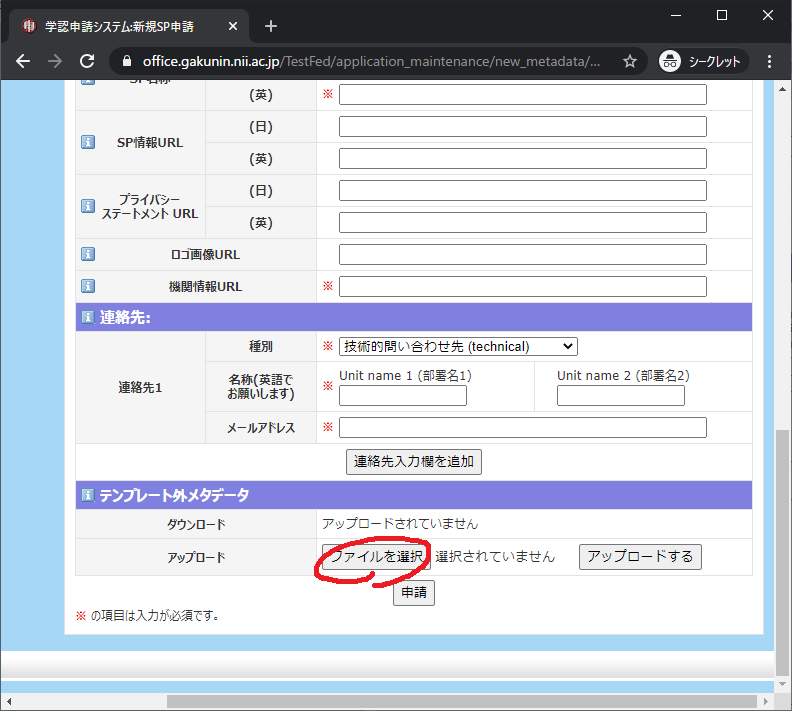 学認申請システム:新規SP申請
office.gakunin.nii.ac.jp/TestFed/application_maintenance/new_metadata/...
シークレット
SP名称
(英) ※
SP情報URL
(日)
(英)
プライバシー
ステートメント URL
(日)
(英)
ロゴ画像URL
機関情報URL ※
連絡先:
連絡先1
種別 ※ 技術的問い合わせ先 (technical)
名称(英語で
お願いします) ※
Unit name 1 (部署名1) Unit name 2 (部署名2)
メールアドレス ※
連絡先入力欄を追加
テンプレート外メタデータ
ダウンロード アップロードされていません
アップロード ファイルを選択 選択されていません アップロードする
申請
※ の項目は入力が必須です。